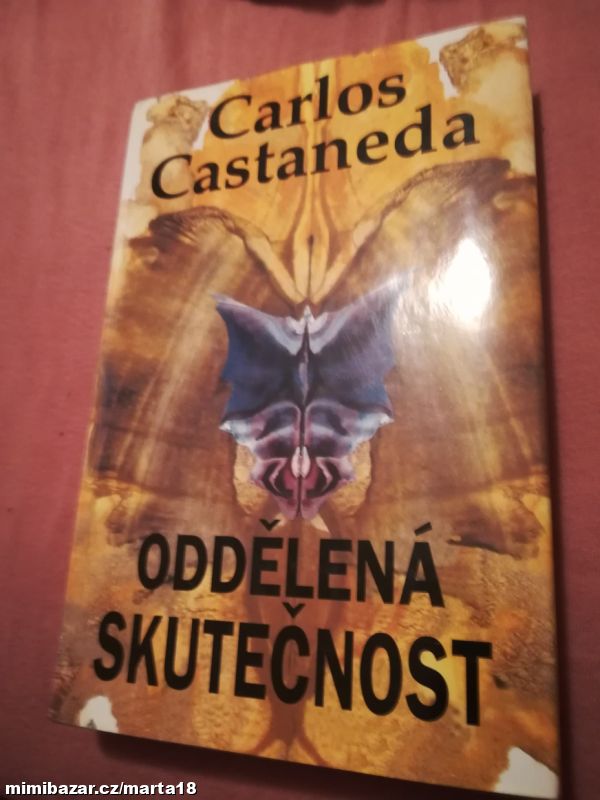 Carlos
Castaneda
ODDĚLENÁ
SKUTEČNOST
mimibazar.cz/marta18